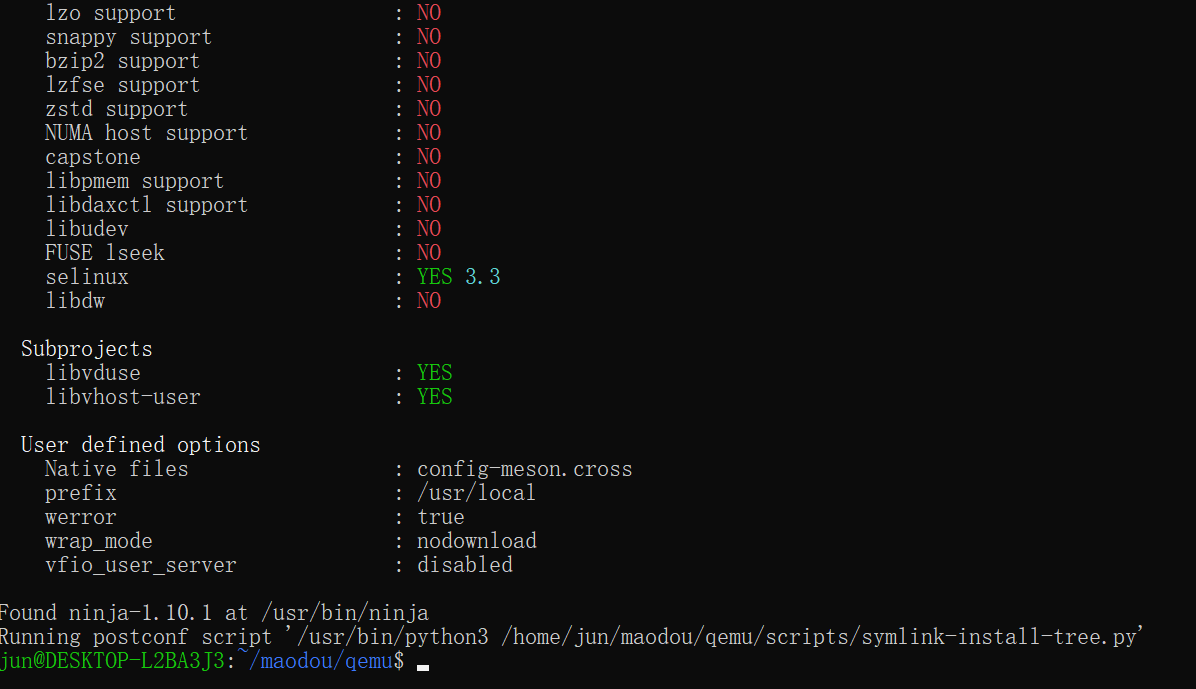 lzo support : NO
snappy support : NO
bzip2 support : NO
lzfse support : NO
zstd support : NO
NUMA host support : NO
capstone : NO
libpmem support : NO
libdaxctl support : NO
libudev : NO
FUSE lseek : NO
selinux : YES 3.3
libdw : NO
Subprojects
libvduse : YES
libvhost-user : YES
User defined options
Native files : config-meson.cross
prefix : /usr/local
werror : true
wrap_mode : nodownload
vfio_user_server : disabled
Found ninja-1.10.1 at /usr/bin/ninja
Running postconf script '/usr/bin/python3 /home/jun/maodou/qemu/scripts/symlink-install-tree.py'
jun@DESKTOP-L2BA3J3:~/maodou/qemu$